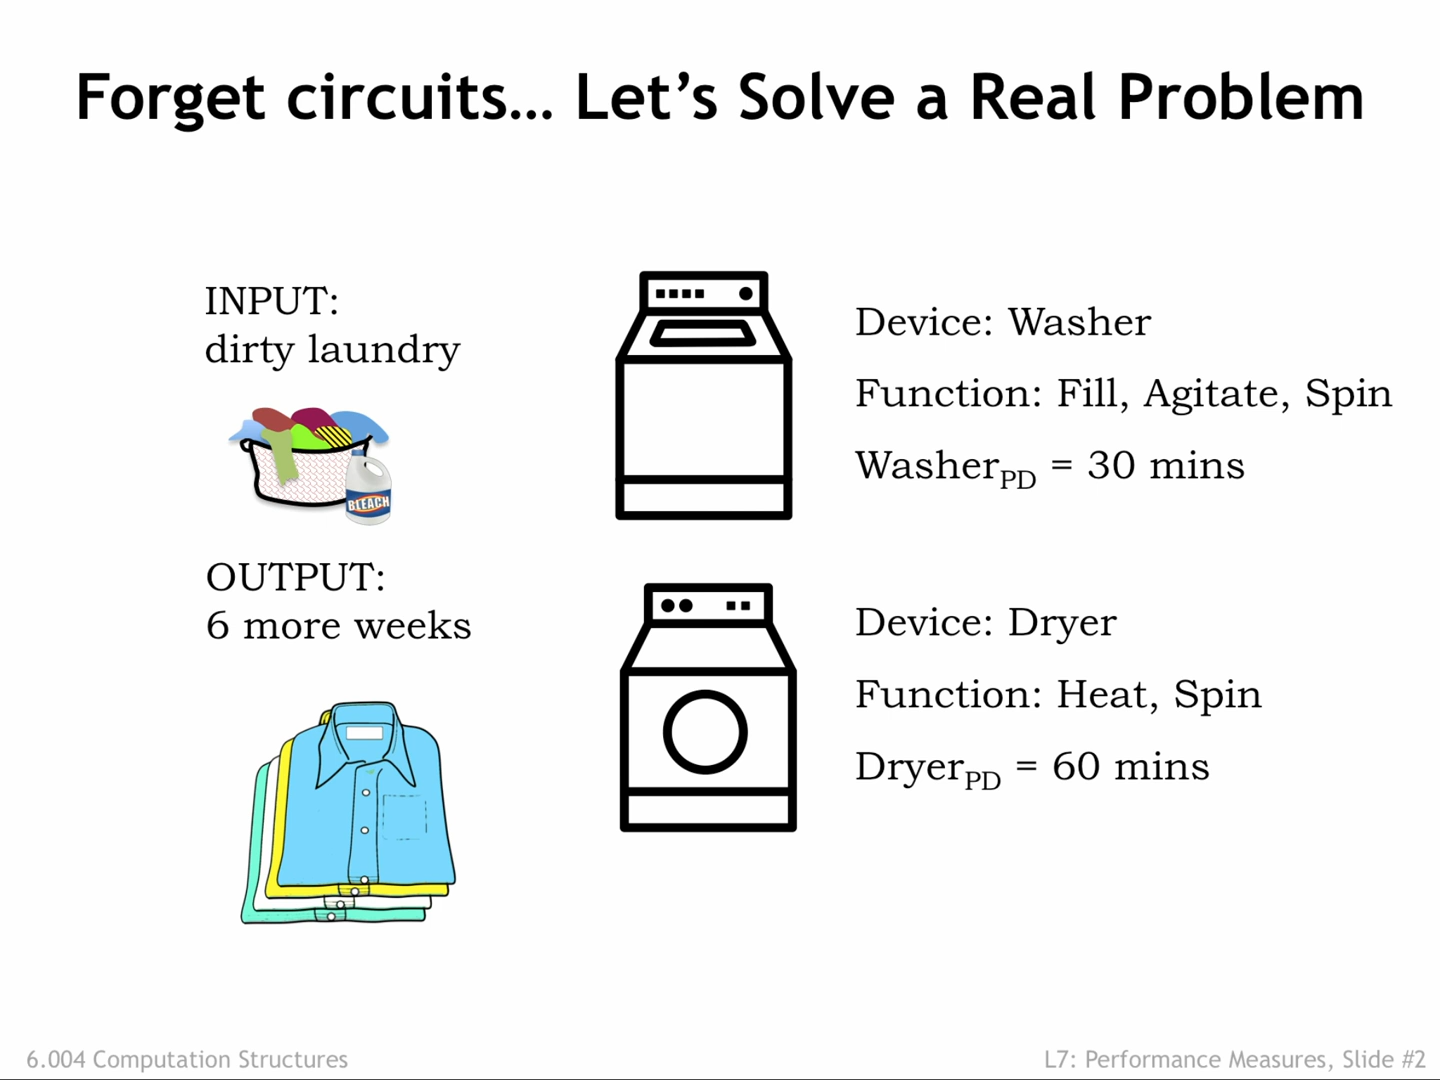 Forget circuits… Let’s Solve a Real Problem
INPUT:
dirty laundry
BLEACH
OUTPUT:
6 more weeks
Device: Washer
Function: Fill, Agitate, Spin
WasherPD = 30 mins
Device: Dryer
Function: Heat, Spin
DryerPD = 60 mins
6.004 Computation Structures
L7: Performance Measures, Slide #2